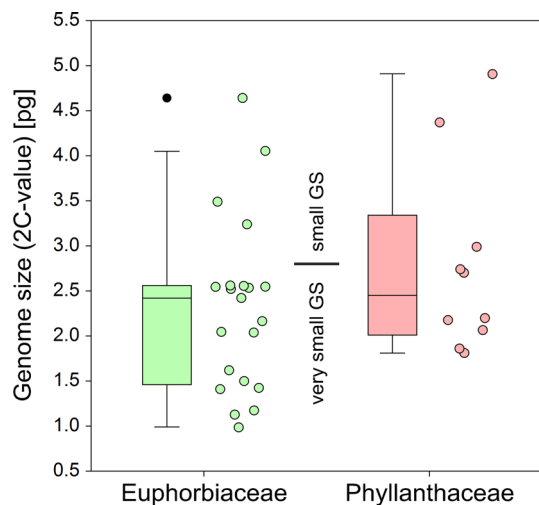 Genome size (2C-value) [pg]
5.5
5.0
4.5
4.0
3.5
3.0
2.5
2.0
1.5
1.0
0.5
small GS
very small GS
Euphorbiaceae
Phyllanthaceae